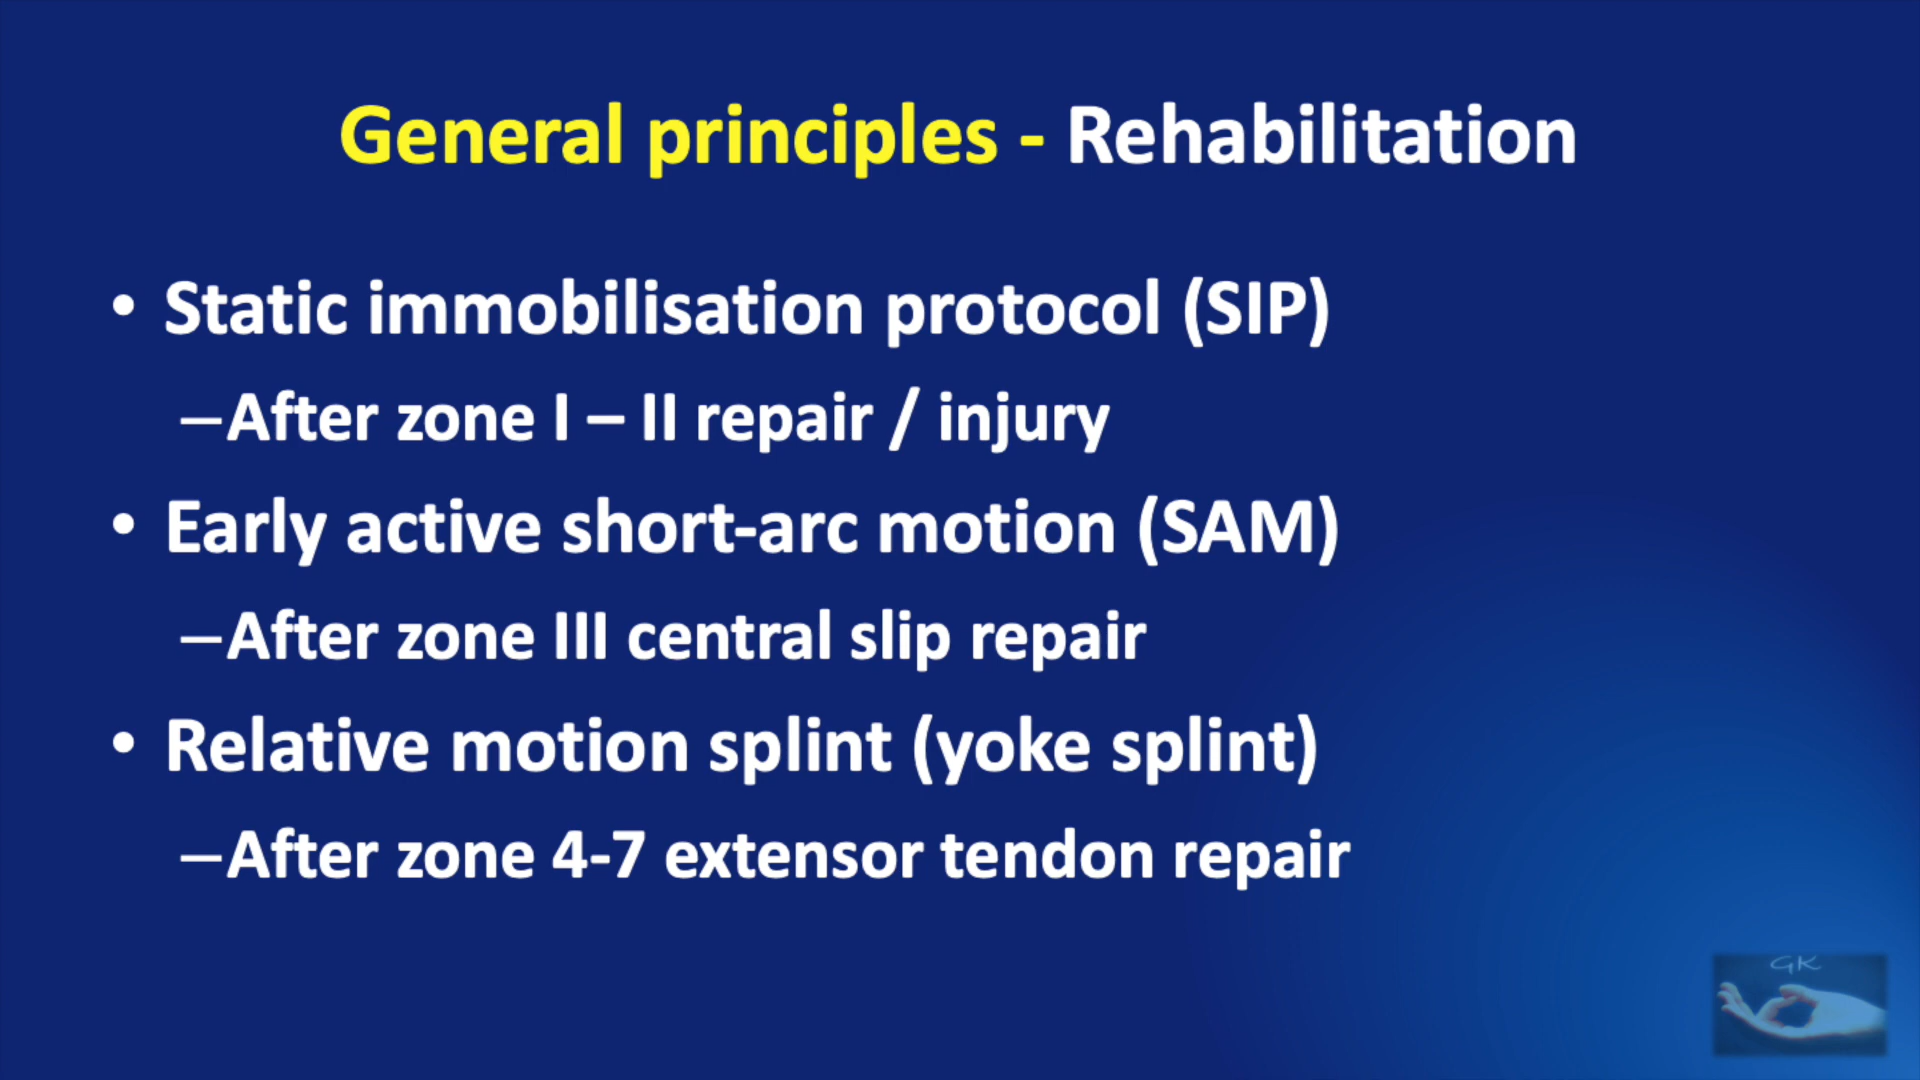 General principles - Rehabilitation
• Static immobilisation protocol (SIP)
–After zone I – II repair / injury
• Early active short-arc motion (SAM)
–After zone III central slip repair
• Relative motion splint (yoke splint)
–After zone 4-7 extensor tendon repair
GK